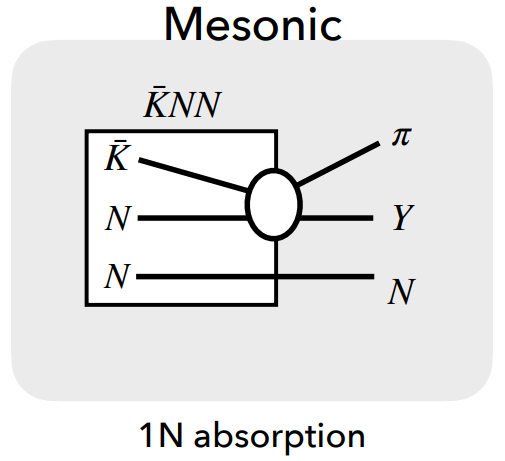 Mesonic
K̄NN
K̄ π
N Y
N N
1N absorption